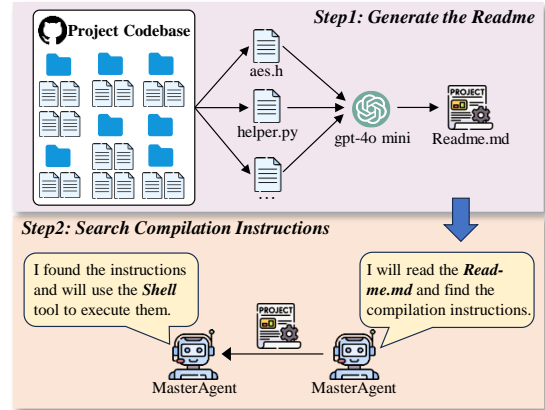 Step1: Generate the Readme
Project Codebase
aes.h
helper.py
...
gpt-4o mini
PROJECT
Readme.md
Step2: Search Compilation Instructions
I found the instructions
and will use the Shell
tool to execute them.
I will read the Read-
me.md and find the
compilation instructions.
PROJECT
MasterAgent
MasterAgent